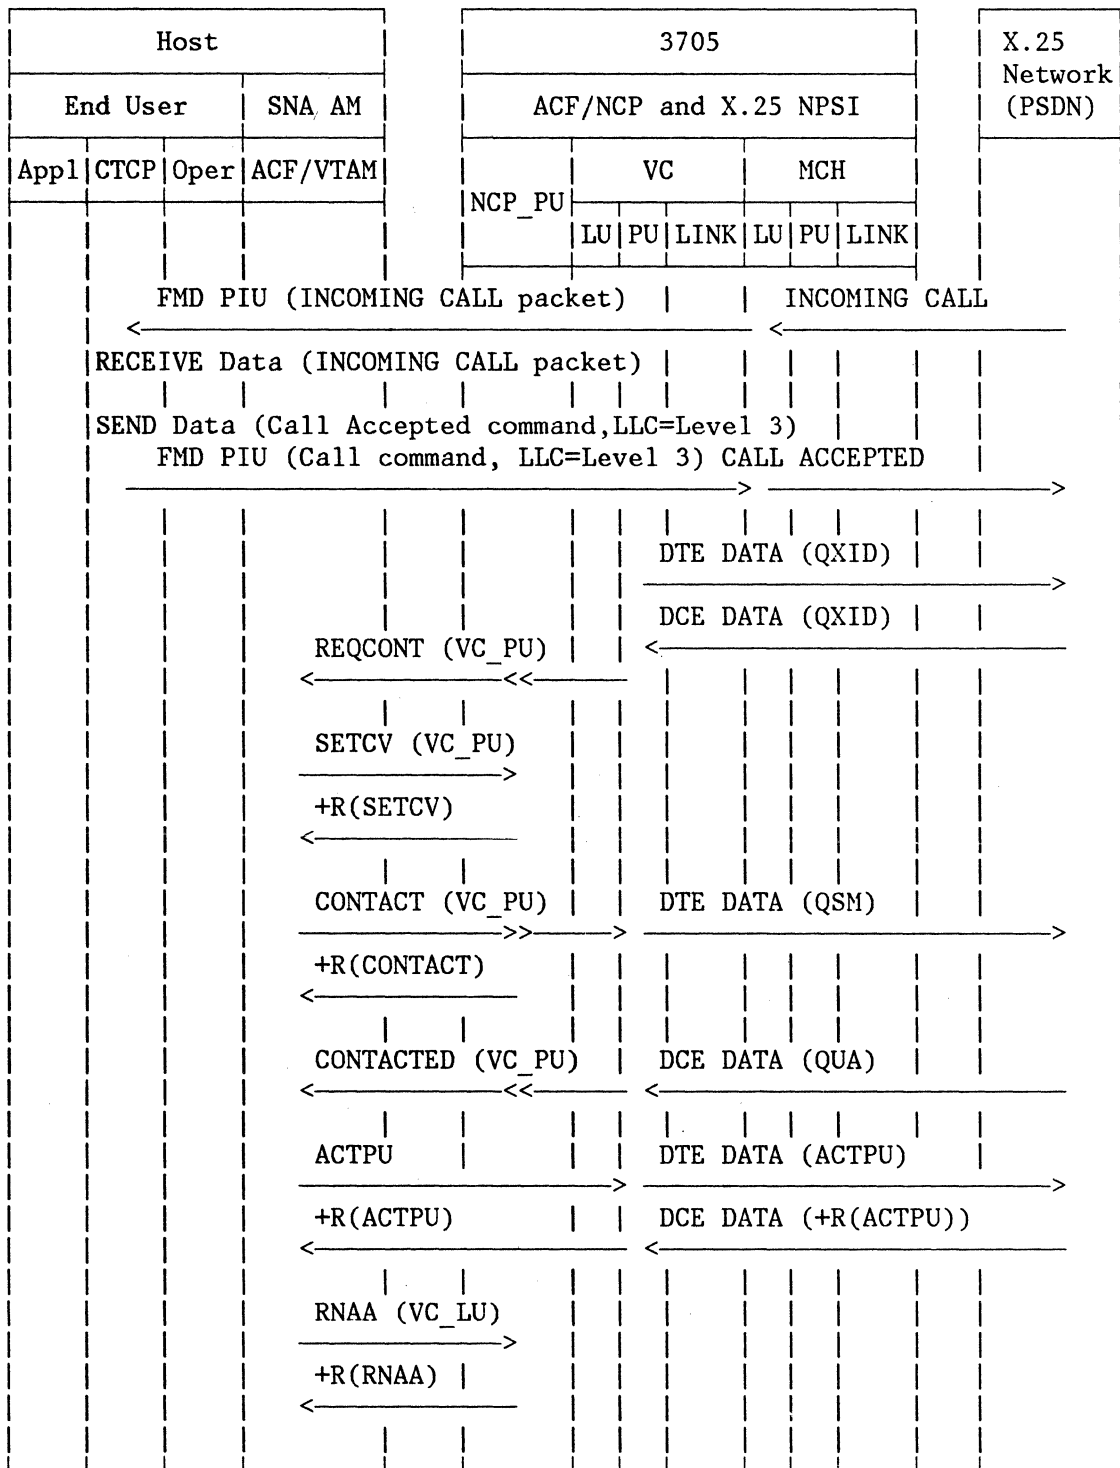 Host 3705 X.25
Network
End User SNA AM ACF/NCP and X.25 NPSI (PSDN)
Appl CTCP Oper ACF/VTAM VC MCH
NCP_PU
LU PU LINK LU PU LINK
FMD PIU (INCOMING CALL packet) INCOMING CALL
RECEIVE Data (INCOMING CALL packet)
SEND Data (Call Accepted command,LLC=Level 3)
FMD PIU (Call command, LLC=Level 3) CALL ACCEPTED
DTE DATA (QXID)
DCE DATA (QXID)
REQCONT (VC_PU)
SETCV (VC_PU)
+R(SETCV)
CONTACT (VC_PU) DTE DATA (QSM)
+R(CONTACT)
CONTACTED (VC_PU) DCE DATA (QUA)
ACTPU DTE DATA (ACTPU)
+R(ACTPU) DCE DATA (+R(ACTPU))
RNAA (VC_LU)
+R(RNAA)